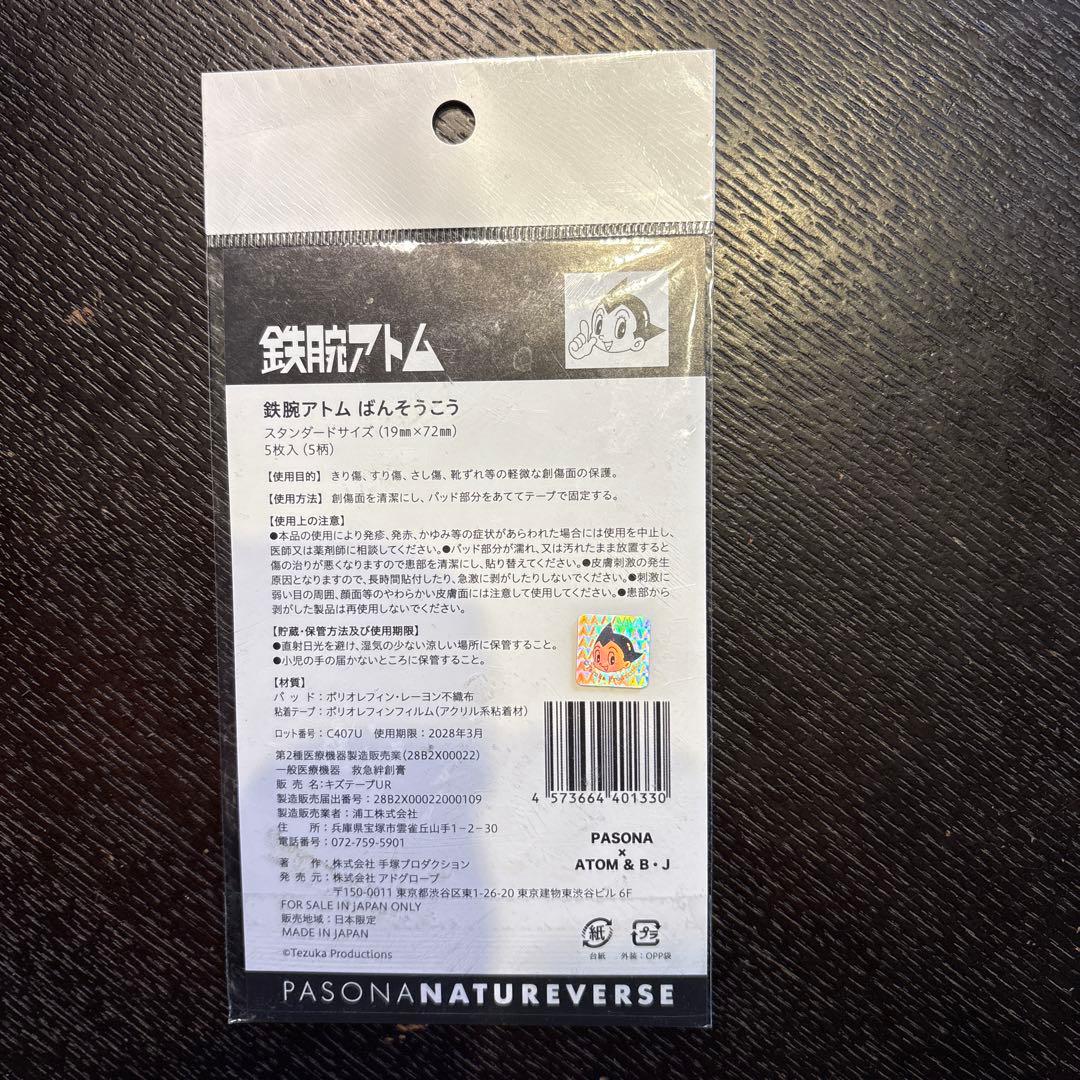 鉄腕アトム
鉄腕アトム ばんそうこう
スタンダードサイズ（19㎜×72㎜）
5枚入（5柄）
【使用目的】 きり傷、すり傷、さし傷、靴ずれ等の軽微な創傷面の保護。
【使用方法】 創傷面を清潔にし、パッド部分をあててテープで固定する。
【使用上の注意】
●本品の使用により発疹、発赤、かゆみ等の症状があらわれた場合には使用を中止し、
医師又は薬剤師に相談してください。●パッド部分が濡れ、又は汚れたまま放置すると
傷の治りが悪くなりますので患部を清潔にし、貼り替えてください。●皮膚刺激の発生
原因となりますので、長時間貼付したり、急激に剥がしたりしないでください。●刺激に
弱い目の周囲、顔面等のやわらかい皮膚面には注意して使用してください。●患部から
剥がした製品は再使用しないでください。
【貯蔵・保管方法及び使用期限】
●直射日光を避け、湿気の少ない涼しい場所に保管すること。
●小児の手の届かないところに保管すること。
【材質】
パッド：ポリオレフィン・レーヨン不織布
粘着テープ：ポリオレフィンフィルム（アクリル系粘着材）
ロット番号：C407U 使用期限：2028年3月
第2種医療機器製造販売業（28B2X00022）
一般医療機器 救急絆創膏
販売名：キズテープUR
製造販売届出番号：28B2X00022000109
製造販売業者：浦工株式会社
住所：兵庫県宝塚市雲雀丘山手1-2-30
電話番号：072-759-5901
4 573664 401330
PASONA
×
ATOM & B・J
著作：株式会社 手塚プロダクション
発売元：株式会社 アドグローブ
〒150-0011 東京都渋谷区東1-26-20 東京建物東渋谷ビル 6F
FOR SALE IN JAPAN ONLY
販売地域：日本限定
MADE IN JAPAN
©Tezuka Productions
紙 プラ
台紙 外装：OPP袋
PASONANATUREVERSE